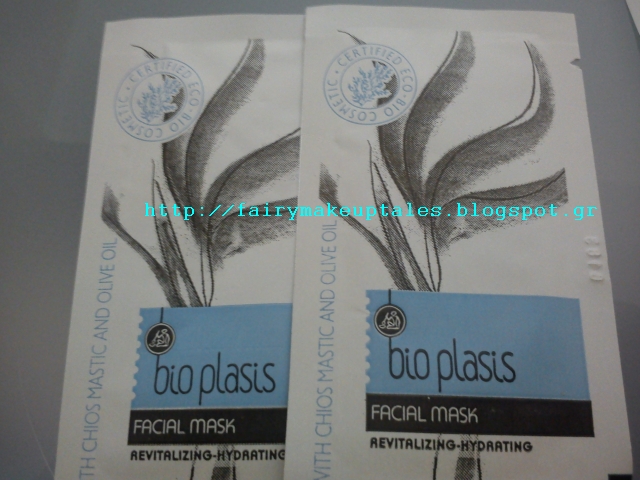 CERTIFIED ECO-BIO COSMETIC
CERTIFIED ECO-BIO COSMETIC
http://fairymakeuptales.blogspot.gr
WITH CHIOS MASTIC AND OLIVE OIL
bio plasis
FACIAL MASK
REVITALIZING-HYDRATING
WITH CHIOS MASTIC AND OLIVE OIL
bio plasis
FACIAL MASK
REVITALIZING-HYDRATING